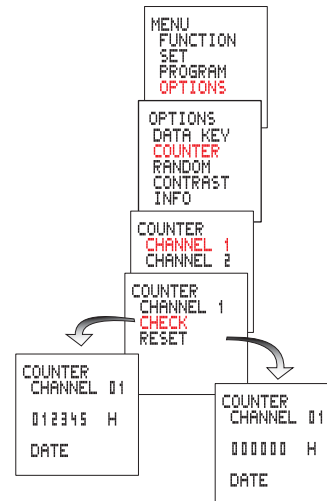 MENU
FUNCTION
SET
PROGRAM
OPTIONS
OPTIONS
DATA KEY
COUNTER
RANDOM
CONTRAST
INFO
COUNTER
CHANNEL 1
CHANNEL 2
COUNTER
CHANNEL 1
CHECK
RESET
COUNTER
CHANNEL 01
012345 H
DATE
COUNTER
CHANNEL 01
000000 H
DATE